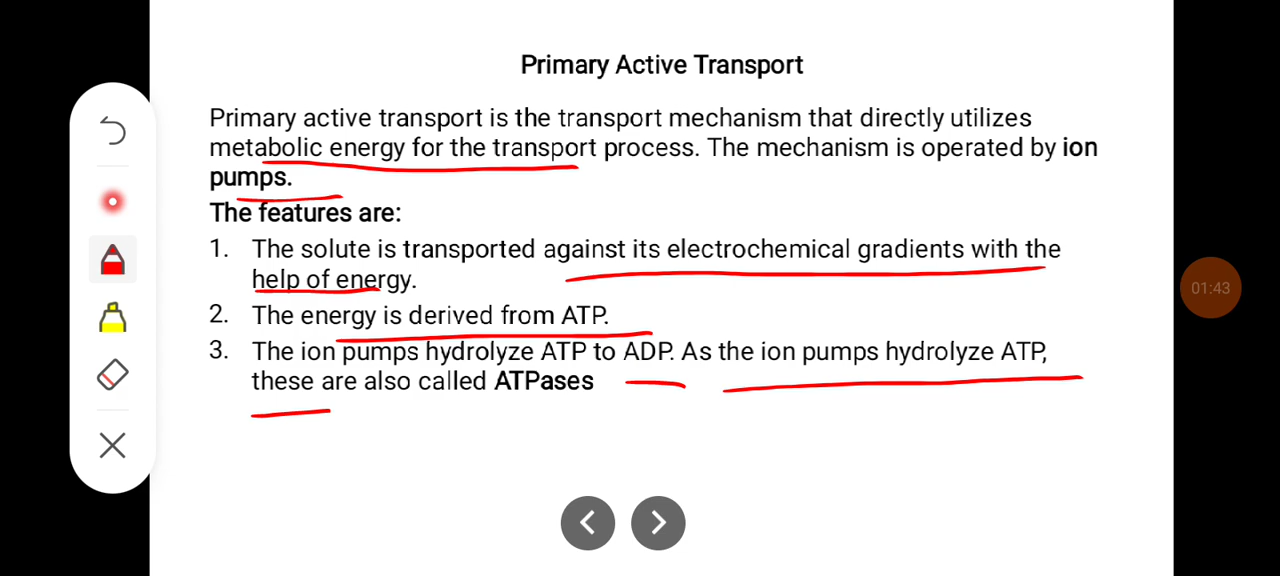 Primary Active Transport
Primary active transport is the transport mechanism that directly utilizes
metabolic energy for the transport process. The mechanism is operated by ion
pumps.
The features are:
1. The solute is transported against its electrochemical gradients with the
help of energy.
2. The energy is derived from ATP.
3. The ion pumps hydrolyze ATP to ADP. As the ion pumps hydrolyze ATP,
these are also called ATPases
01:43